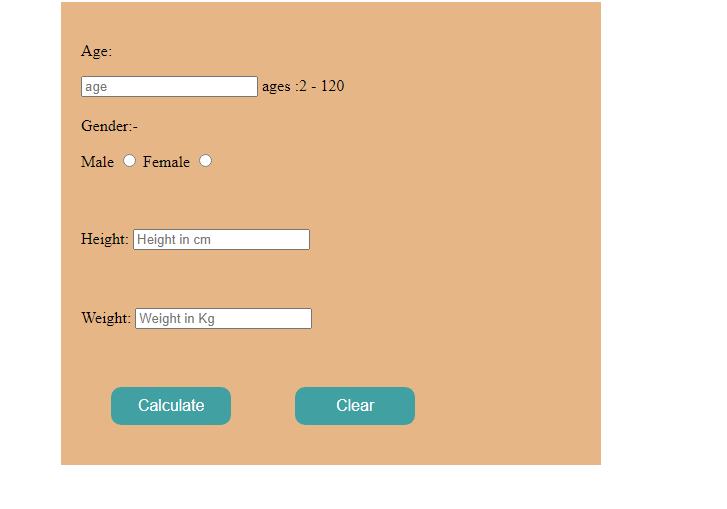 Age:
age ages :2 - 120
Gender:-
Male Female
Height: Height in cm
Weight: Weight in Kg
Calculate Clear